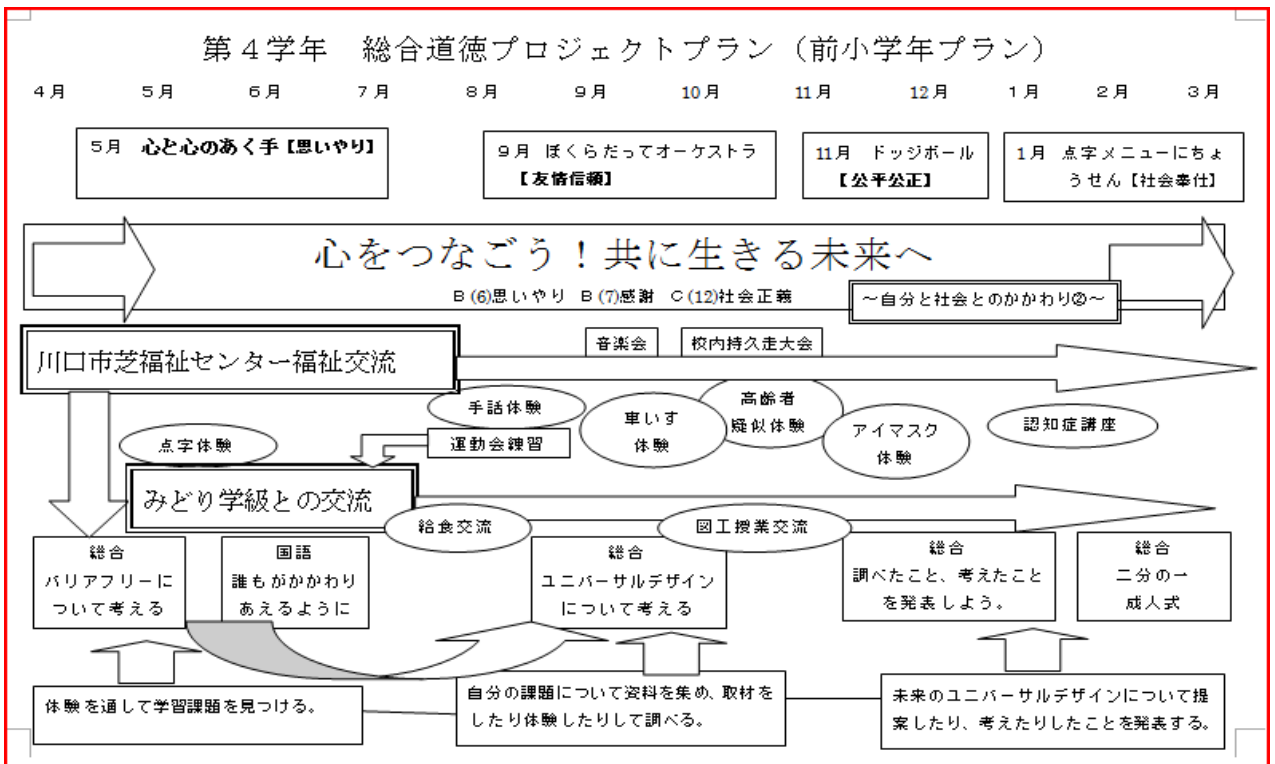 第４学年　総合道徳プロジェクトプラン（前小学年プラン）
４月　５月　６月　７月　８月　９月　10月　11月　12月　１月　２月　３月
５月　心と心のあく手【思いやり】
９月　ぼくらだってオーケストラ
【友情信頼】
11月　ドッジボール
【公平公正】
１月　点字メニューにちょ
うせん【社会奉仕】
心をつなごう！共に生きる未来へ
Ｂ(6)思いやり　Ｂ(7)感謝　Ｃ(12)社会正義
～自分と社会とのかかわり②～
川口市芝福祉センター福祉交流
音楽会
校内持久走大会
手話体験
車いす
体験
高齢者
疑似体験
アイマスク
体験
認知症講座
点字体験
運動会練習
みどり学級との交流
給食交流
図工授業交流
総合
バリアフリーに
ついて考える
国語
誰もがかかわり
あえるように
総合
ユニバーサルデザイン
について考える
総合
調べたこと、考えたこと
を発表しよう。
総合
二分の一
成人式
体験を通して学習課題を見つける。
自分の課題について資料を集め、取材を
したり体験したりして調べる。
未来のユニバーサルデザインについて提
案したり、考えたりしたことを発表する。